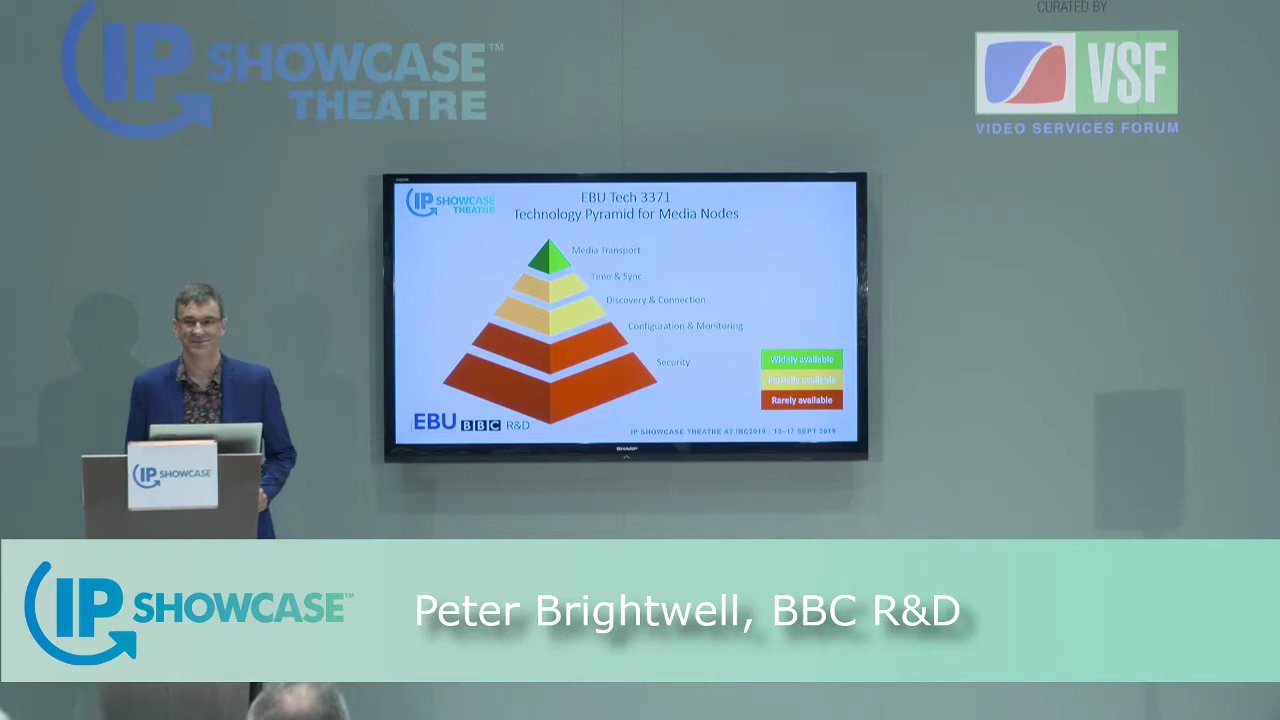 IP SHOWCASE™
THEATRE
CURATED BY
VSF
VIDEO SERVICES FORUM
IP SHOWCASE
THEATRE
EBU Tech 3371
Technology Pyramid for Media Nodes
Media Transport
Time & Sync
Discovery & Connection
Configuration & Monitoring
Security
Widely available
Partially available
Rarely available
EBU BBC R&D
IP SHOWCASE THEATRE AT IBC2019 : 13-17 SEPT 2019
SHARP
IP SHOWCASE
IP SHOWCASE™
Peter Brightwell, BBC R&D